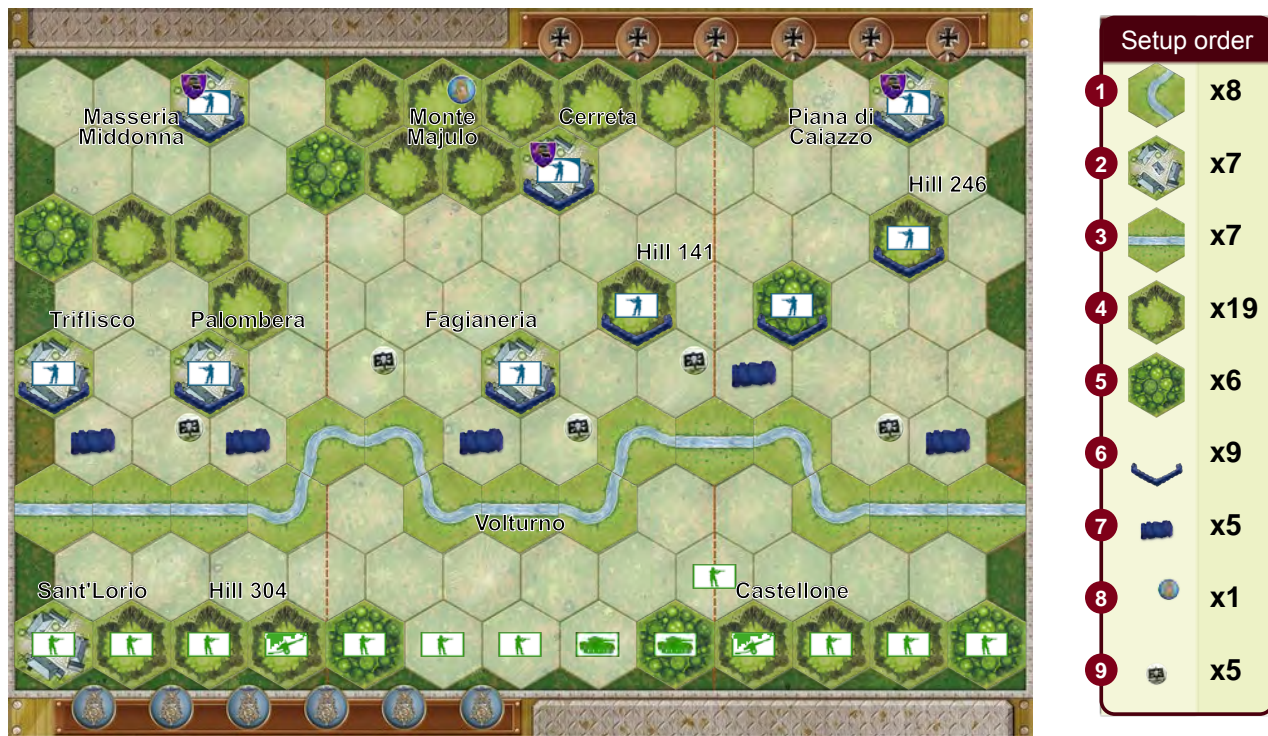 Setup order
Masseria
Middonna
Monte
Majulo
Cerreta
Piana di
Caiazzo
Hill 246
Hill 141
Triflisco
Palombera
Fagianeria
Volturno
Sant'Lorio
Hill 304
Castellone
1 x8
2 x7
3 x7
4 x19
5 x6
6 x9
7 x5
8 x1
9 x5